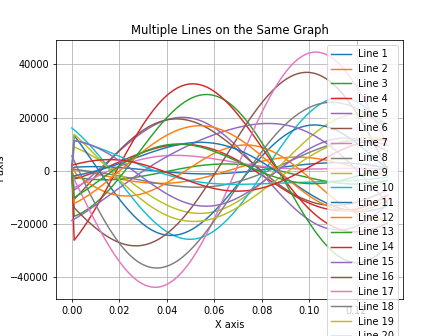 Multiple Lines on the Same Graph
40000
20000
0
−20000
−40000
axis
0.00
0.02
0.04
0.06
0.08
0.10
X axis
Line 1
Line 2
Line 3
Line 4
Line 5
Line 6
Line 7
Line 8
Line 9
Line 10
Line 11
Line 12
Line 13
Line 14
Line 15
Line 16
Line 17
Line 18
Line 19
Line 20